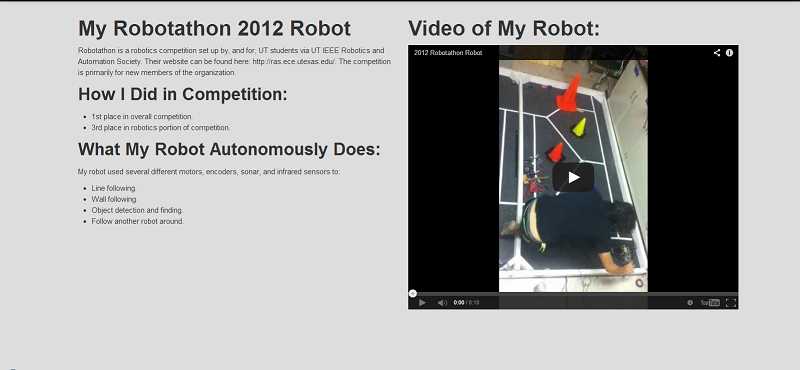 My Robotathon 2012 Robot
Robotathon is a robotics competition set up by, and for, UT students via UT IEEE Robotics and
Automation Society. Their website can be found here: http://ras.ece.utexas.edu/. The competition
is primarily for new members of the organization.
How I Did in Competition:
1st place in overall competition.
3rd place in robotics portion of competition.
What My Robot Autonomously Does:
My robot used several different motors, encoders, sonar, and infrared sensors to:
Line following.
Wall following.
Object detection and finding.
Follow another robot around.
Video of My Robot:
2012 Robotathon Robot
0:00 / 0:10
YouTube